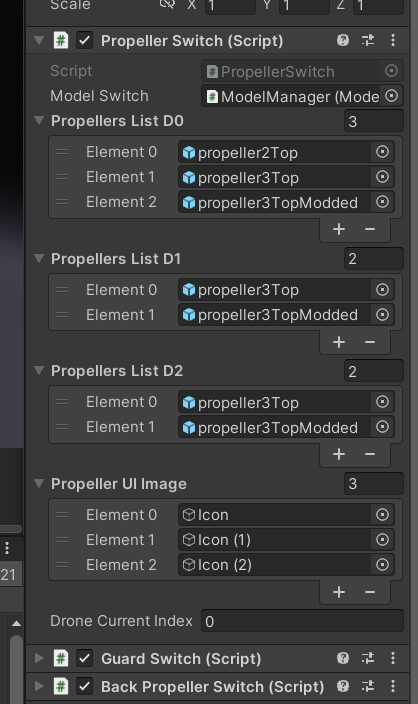 Scale X 1 Y 1 Z 1
# Propeller Switch (Script)
Script # PropellerSwitch
Model Switch # ModelManager (Mode
Propellers List D0 3
Element 0 propeller2Top
Element 1 propeller3Top
Element 2 propeller3TopModded
+ −
Propellers List D1 2
Element 0 propeller3Top
Element 1 propeller3TopModded
+ −
Propellers List D2 2
Element 0 propeller3Top
Element 1 propeller3TopModded
+ −
Propeller UI Image 3
Element 0 Icon
Element 1 Icon (1)
21
Element 2 Icon (2)
+ −
Drone Current Index 0
# Guard Switch (Script)
# Back Propeller Switch (Script)